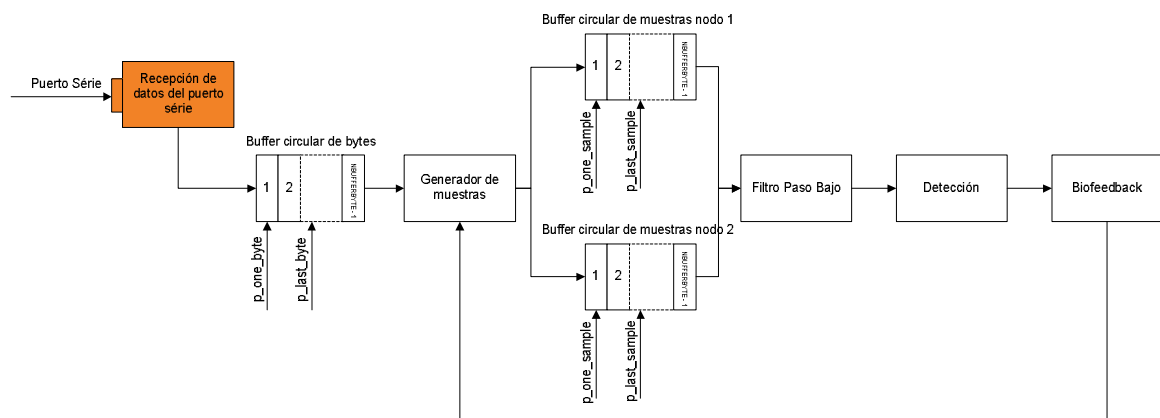 Puerto Série
Recepción de
datos del puerto
série
Buffer circular de bytes
1
2
NBUFFERBYTE - 1
p_one_byte
p_last_byte
Generador de
muestras
Buffer circular de muestras nodo 1
1
2
NBUFFERBYTE - 1
p_one_sample
p_last_sample
Buffer circular de muestras nodo 2
1
2
NBUFFERBYTE - 1
p_one_sample
p_last_sample
Filtro Paso Bajo
Detección
Biofeedback